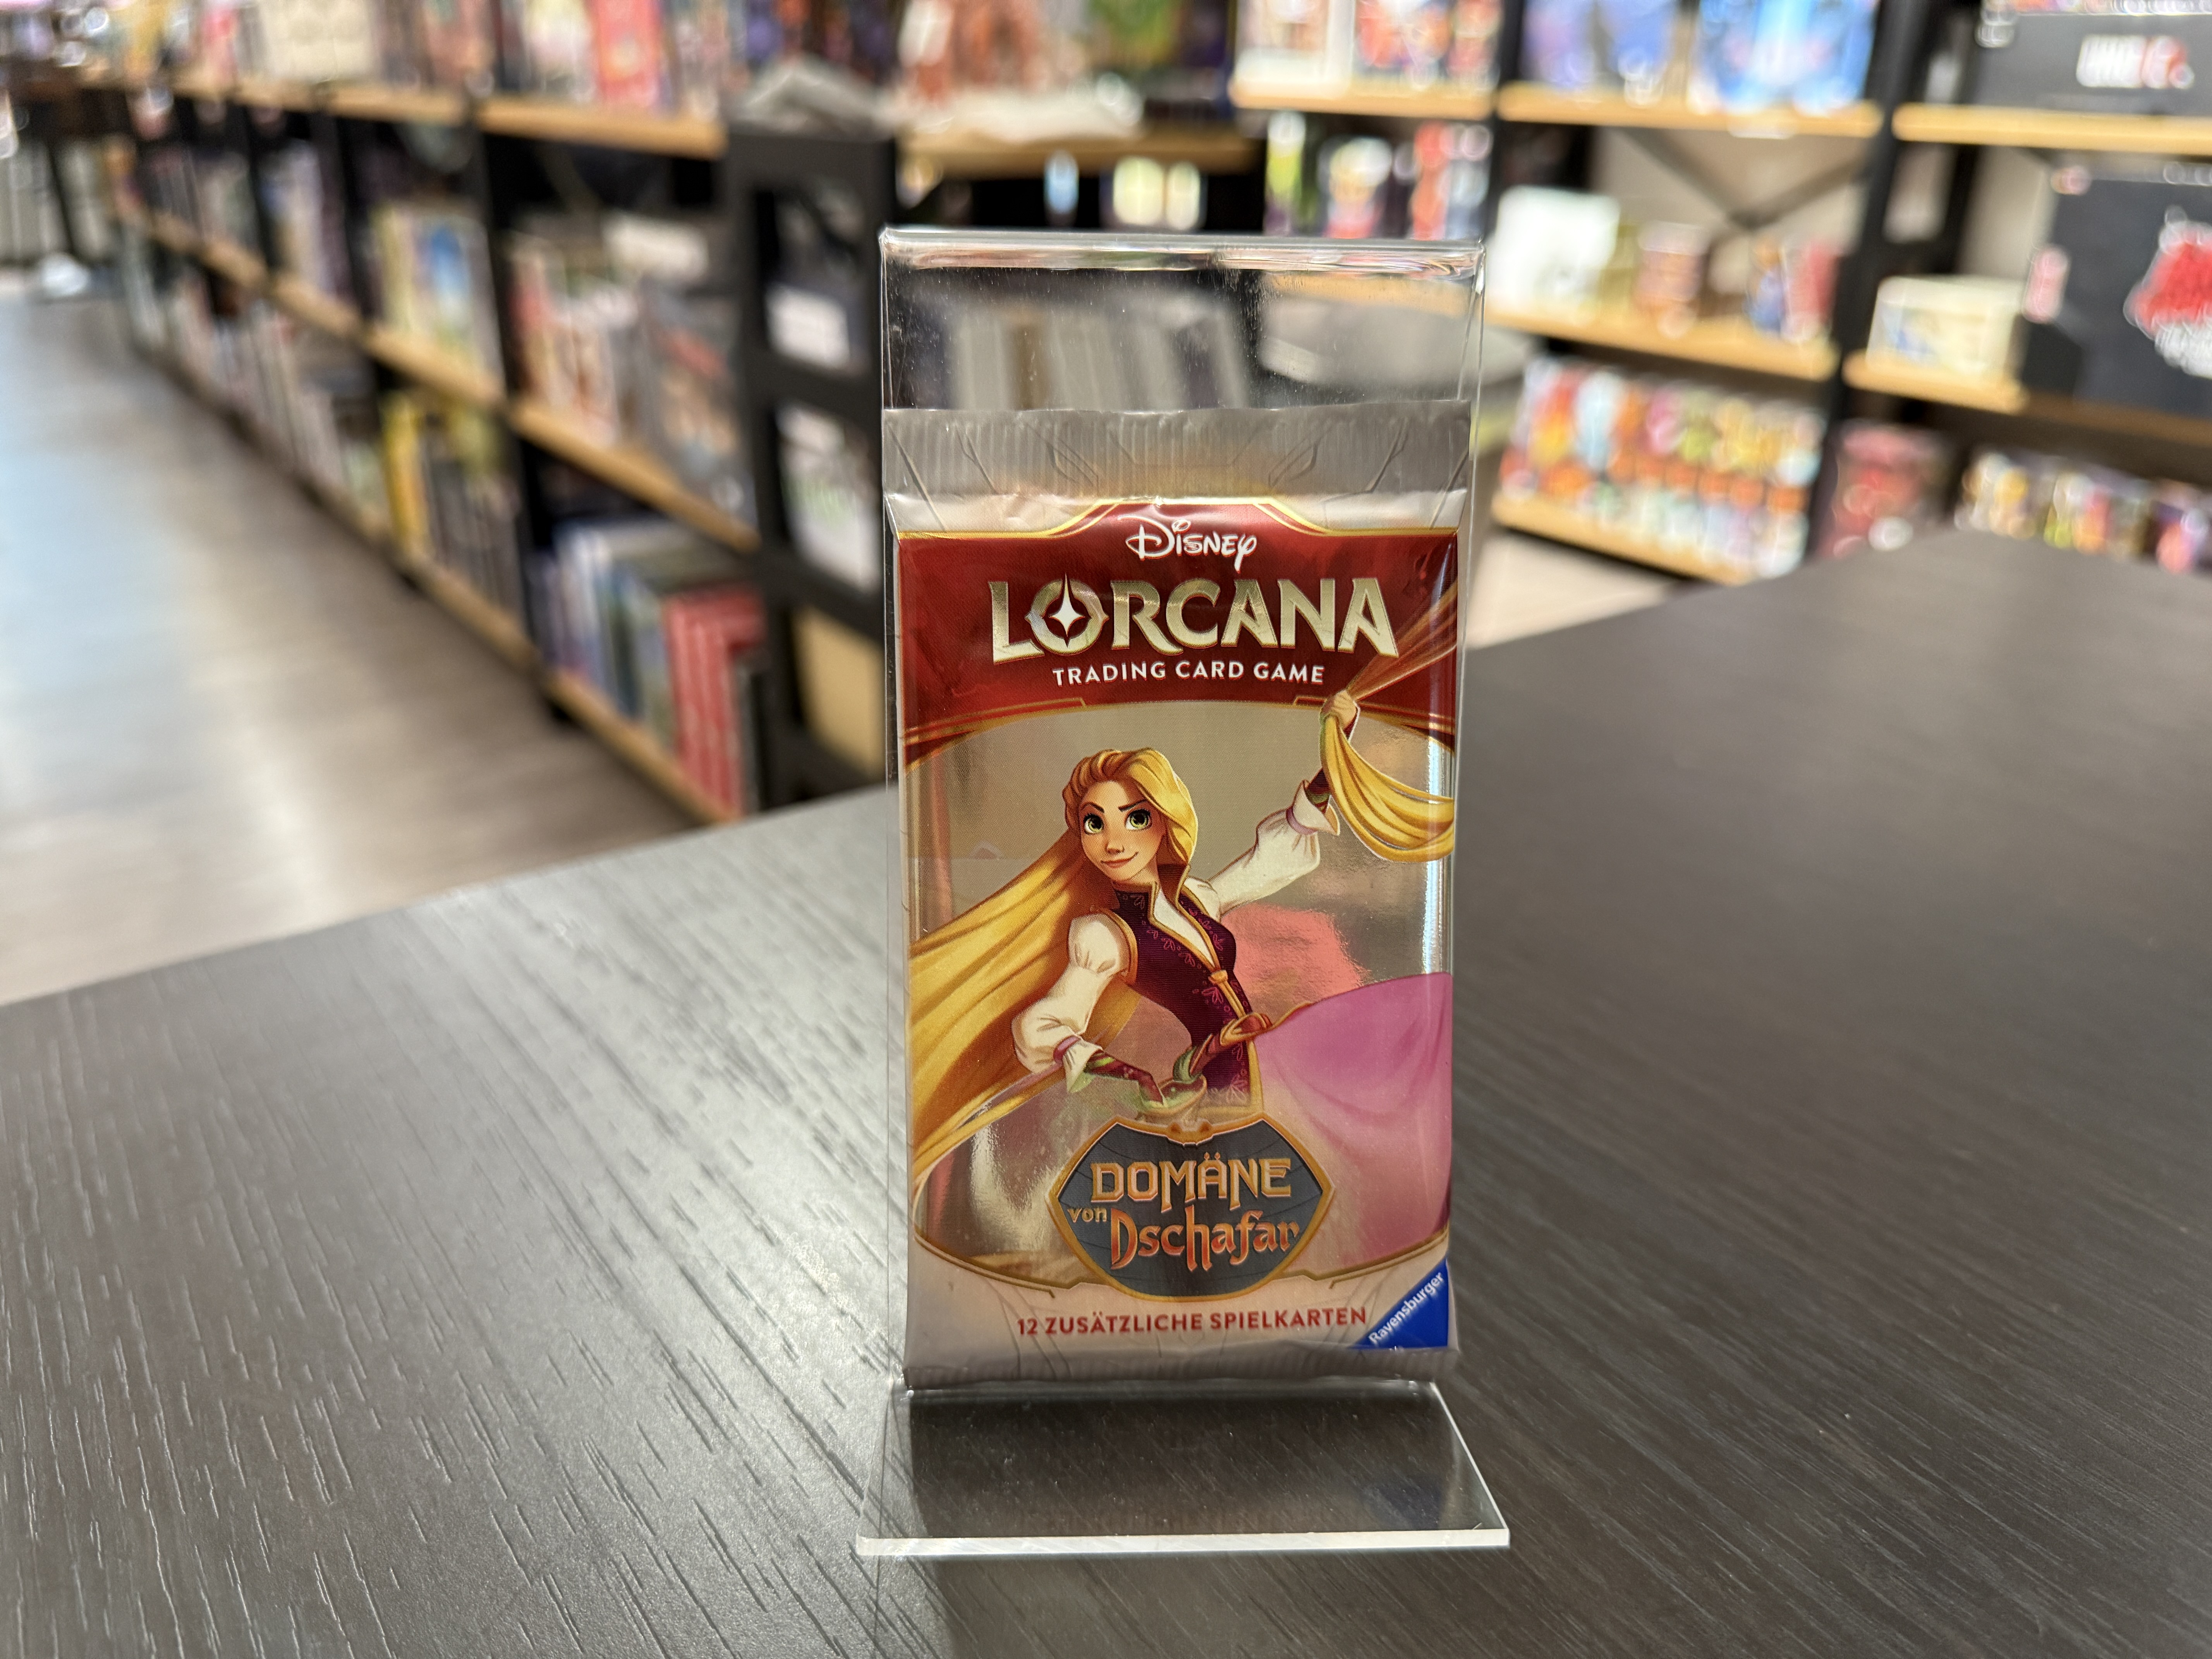 Disney
LORCANA
TRADING CARD GAME
DOMÄNE
von Dschafar
12 ZUSÄTZLICHE SPIELKARTEN
Ravensburger